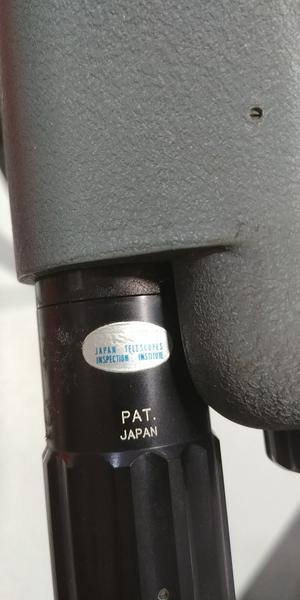 JAPAN TELESCOPES
INSPECTION INSTITUTE
PAT.
JAPAN